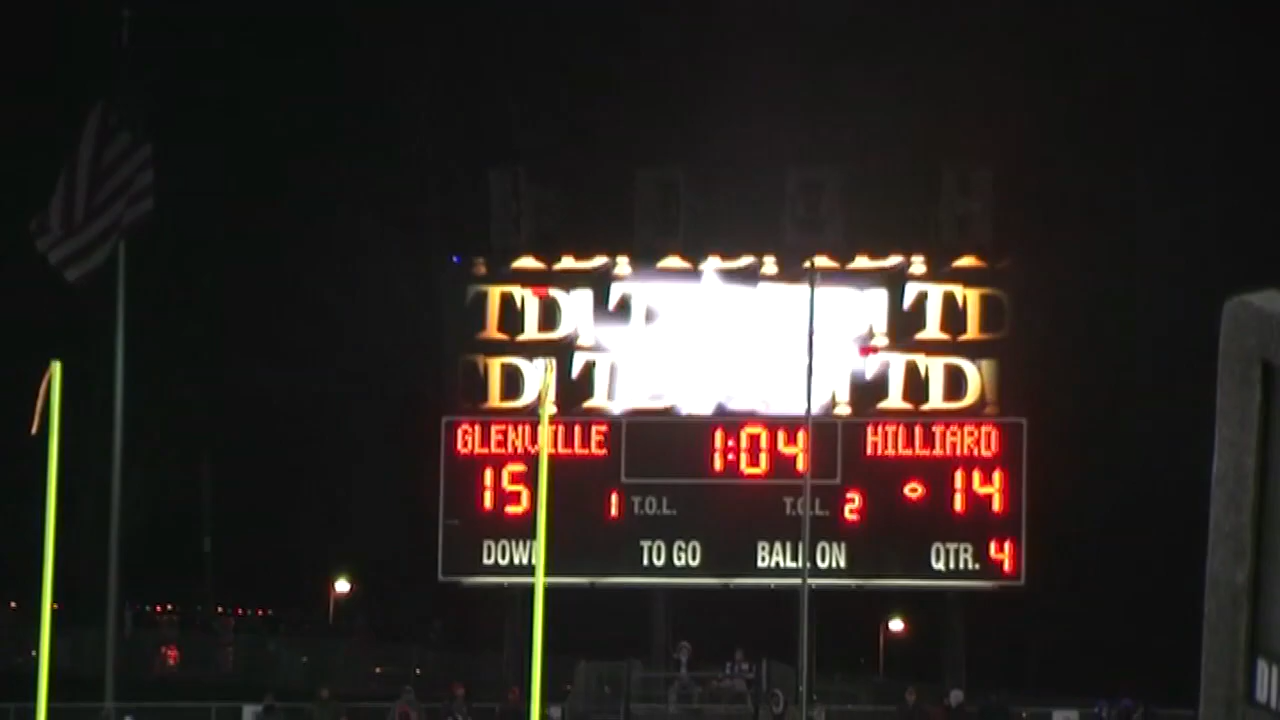 TD! TD!
TD! TD!
GLENVILLE 1:04 HILLIARD
15 14
1 T.O.L. T.O.L. 2
DOWN TO GO BALL ON QTR. 4